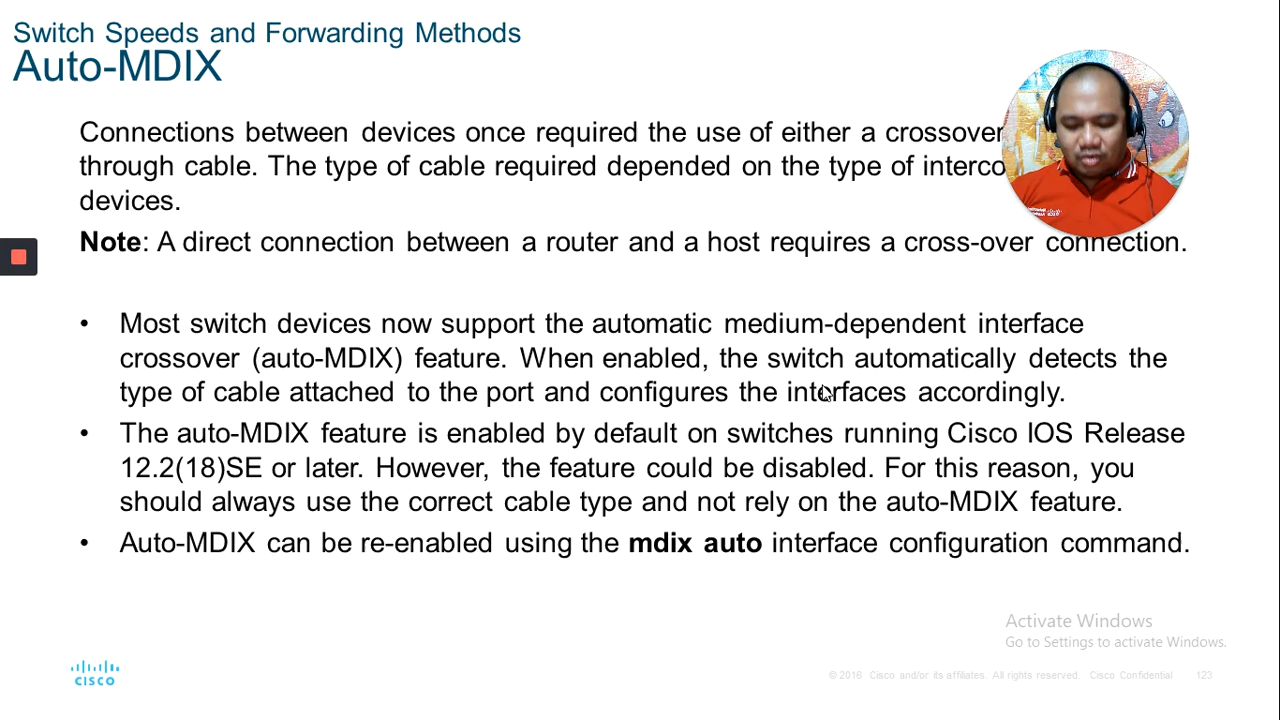 Switch Speeds and Forwarding Methods
Auto-MDIX
Connections between devices once required the use of either a crossover
through cable. The type of cable required depended on the type of
devices.
Note: A direct connection between a router and a host requires a cross-over connection.
• Most switch devices now support the automatic medium-dependent interface
crossover (auto-MDIX) feature. When enabled, the switch automatically detects the
type of cable attached to the port and configures the interfaces accordingly.
• The auto-MDIX feature is enabled by default on switches running Cisco IOS Release
12.2(18)SE or later. However, the feature could be disabled. For this reason, you
should always use the correct cable type and not rely on the auto-MDIX feature.
• Auto-MDIX can be re-enabled using the mdix auto interface configuration command.
Activate Windows
Go to Settings to activate Windows.
CISCO
© 2016 Cisco and/or its affiliates. All rights reserved. Cisco Confidential 123